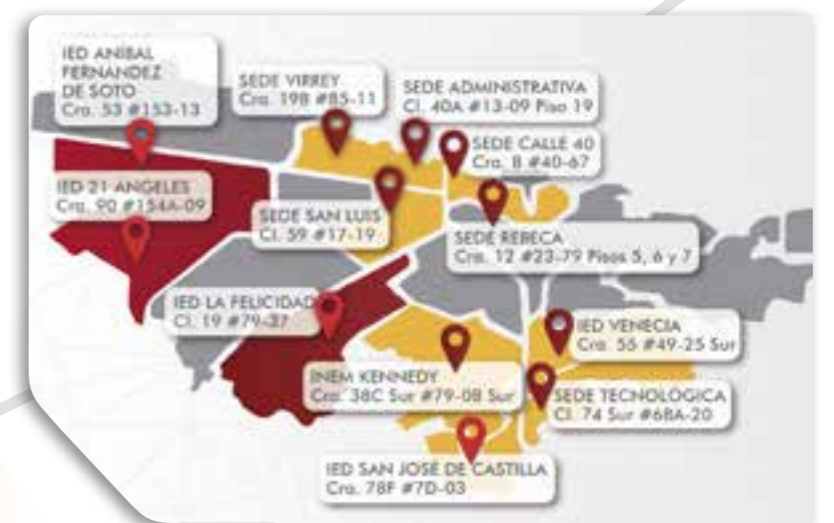 IED ANÍBAL
FERNANDEZ
DE SOTO
Cra. 53 #153-13
SEDE VIRREY
Cra. 19B #85-11
SEDE ADMINISTRATIVA
Cl. 40A #13-09 Piso 19
SEDE CALLE 40
Cra. 8 #40-67
IED 21 ANGELES
Cra. 90 #154A-09
SEDE SAN LUIS
Cl. 59 #17-19
SEDE REBECA
Cra. 12 #23-79 Pisos 5, 6 y 7
IED LA FELICIDAD
Cl. 19 #79-37
IED VENECIA
Cra. 55 #49-25 Sur
INEM KENNEDY
Cra. 38C Sur #79-08 Sur
SEDE TECNOLÓGICA
Cl. 74 Sur #68A-20
IED SAN JOSÉ DE CASTILLA
Cra. 78F #7D-03